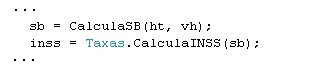 ...
sb = CalculaSB(ht, vh);
inss = Taxas.CalculaINSS(sb);
...